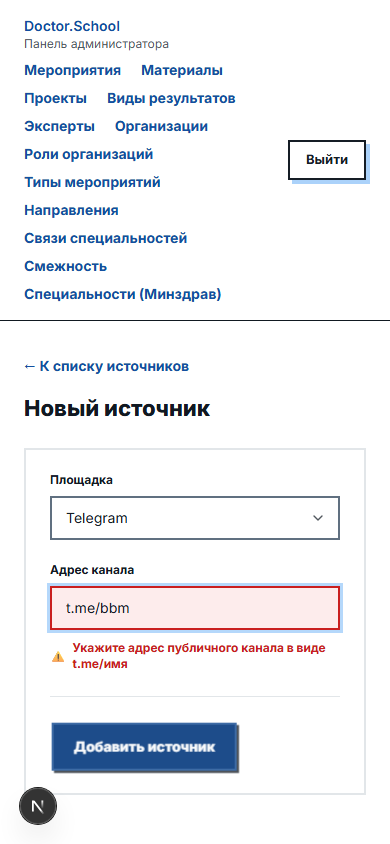 Doctor.School
Панель администратора
Мероприятия Материалы
Проекты Виды результатов
Эксперты Организации
Роли организаций
Выйти
Типы мероприятий
Направления
Связи специальностей
Смежность
Специальности (Минздрав)
← К списку источников
Новый источник
Площадка
Telegram
Адрес канала
t.me/bbm
Укажите адрес публичного канала в виде
t.me/имя
Добавить источник
N